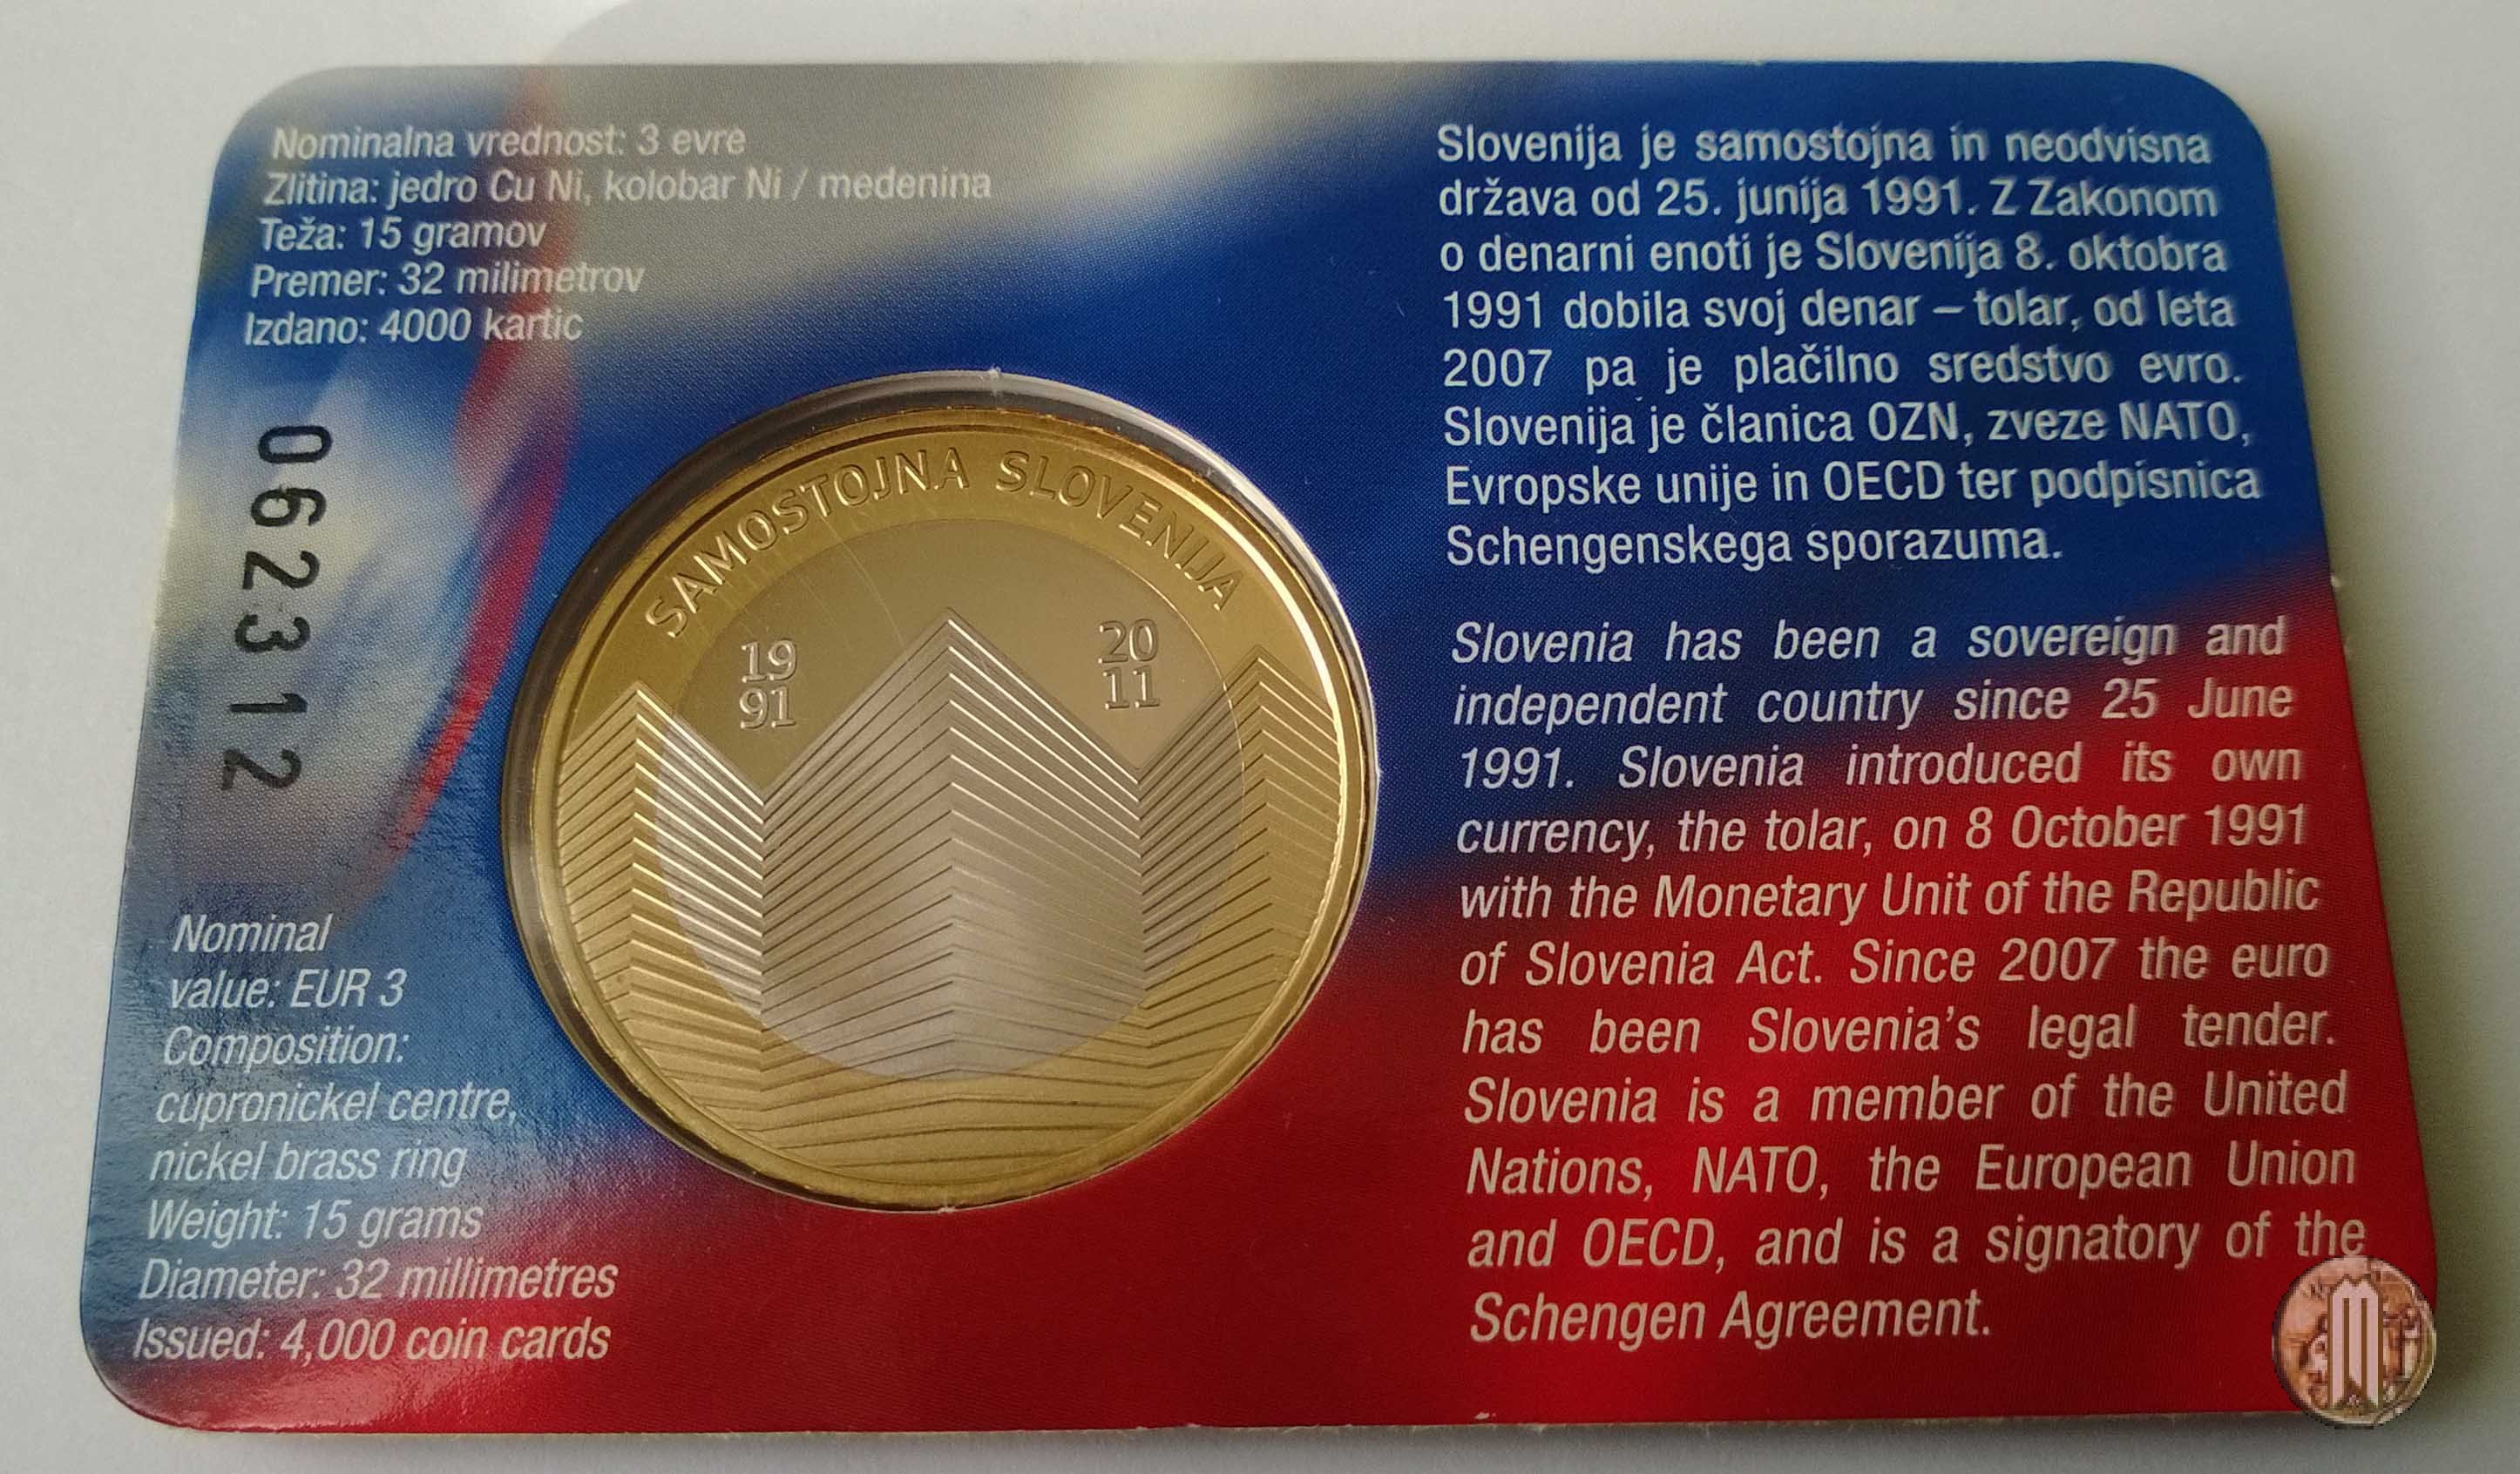 Nominalna vrednost: 3 evre
Zlitina: jedro Cu Ni, kolobar Ni / medenina
Teža: 15 gramov
Premer: 32 milimetrov
Izdano: 4000 kartic
062312
Nominal
value: EUR 3
Composition:
cupronickel centre,
nickel brass ring
Weight: 15 grams
Diameter: 32 millimetres
Issued: 4,000 coin cards
SAMOSTOJNA SLOVENIJA
19
91
20
11
Slovenija je samostojna in neodvisna
država od 25. junija 1991. Z Zakonom
o denarni enoti je Slovenija 8. oktobra
1991 dobila svoj denar – tolar, od leta
2007 pa je plačilno sredstvo evro.
Slovenija je članica OZN, zveze NATO,
Evropske unije in OECD ter podpisnica
Schengenskega sporazuma.
Slovenia has been a sovereign and
independent country since 25 June
1991. Slovenia introduced its own
currency, the tolar, on 8 October 1991
with the Monetary Unit of the Republic
of Slovenia Act. Since 2007 the euro
has been Slovenia's legal tender.
Slovenia is a member of the United
Nations, NATO, the European Union
and OECD, and is a signatory of the
Schengen Agreement.
M